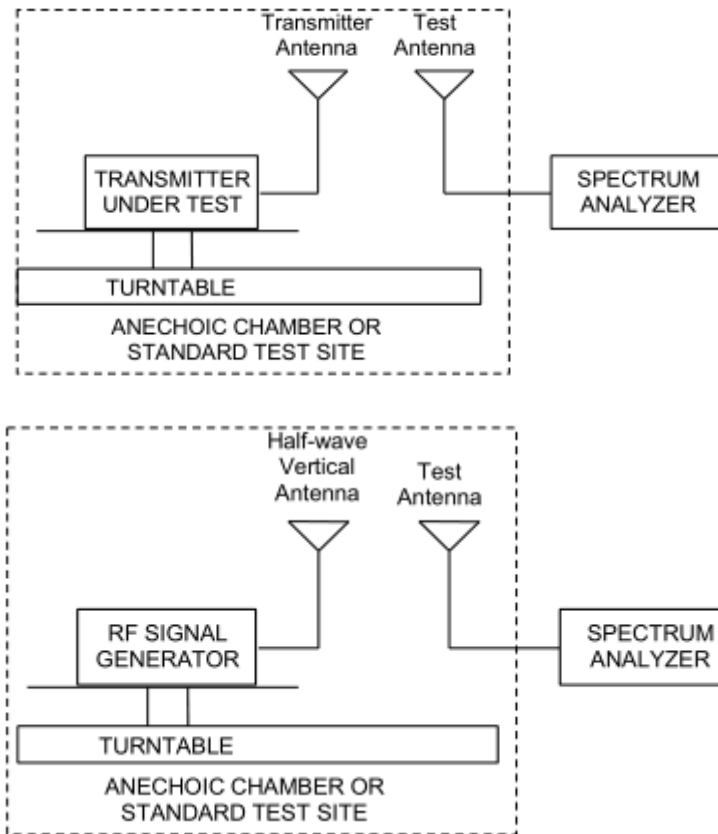 Transmitter
Antenna
Test
Antenna
TRANSMITTER
UNDER TEST
SPECTRUM
ANALYZER
TURNTABLE
ANECHOIC CHAMBER OR
STANDARD TEST SITE
Half-wave
Vertical
Antenna
Test
Antenna
RF SIGNAL
GENERATOR
SPECTRUM
ANALYZER
TURNTABLE
ANECHOIC CHAMBER OR
STANDARD TEST SITE